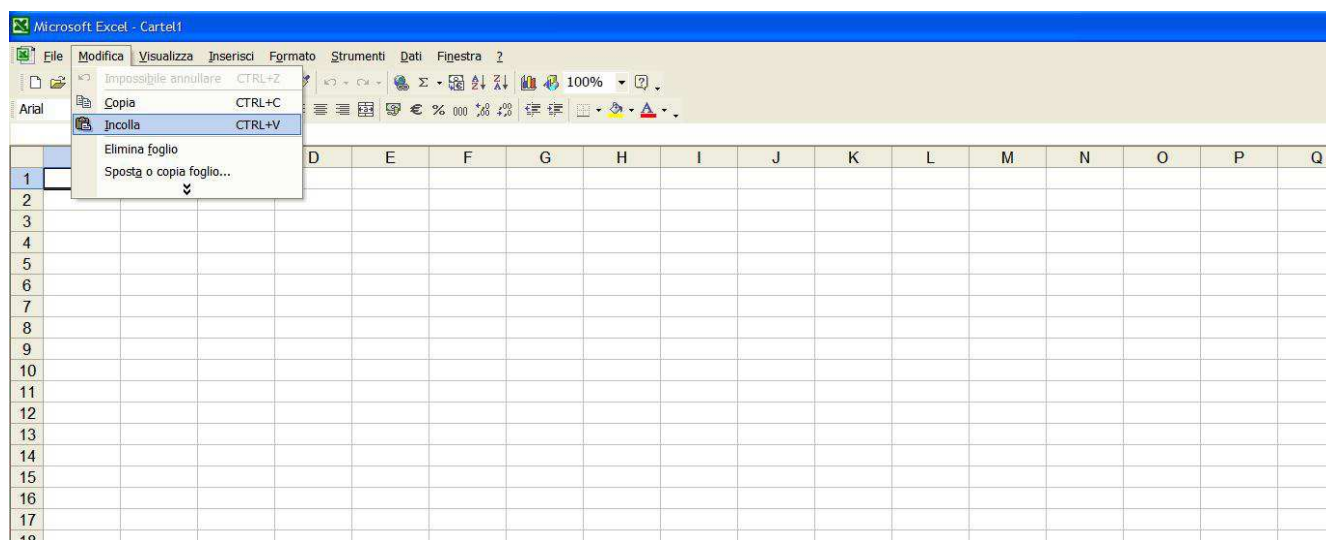 Microsoft Excel - Cartel1
File Modifica Visualizza Inserisci Formato Strumenti Dati Finestra ?
Impossibile annullare CTRL+Z
Σ 100%
Arial
Copia CTRL+C
€ % 000
Incolla CTRL+V
Elimina foglio
D E F G H I J K L M N O P Q
Sposta o copia foglio...
1
2
3
4
5
6
7
8
9
10
11
12
13
14
15
16
17
18